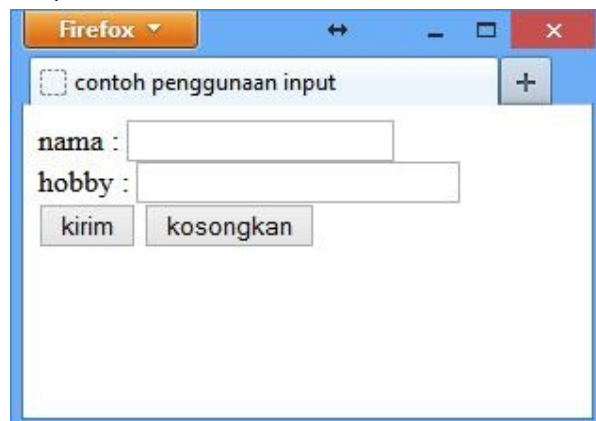 Firefox
contoh penggunaan input
nama :
hobby :
kirim kosongkan